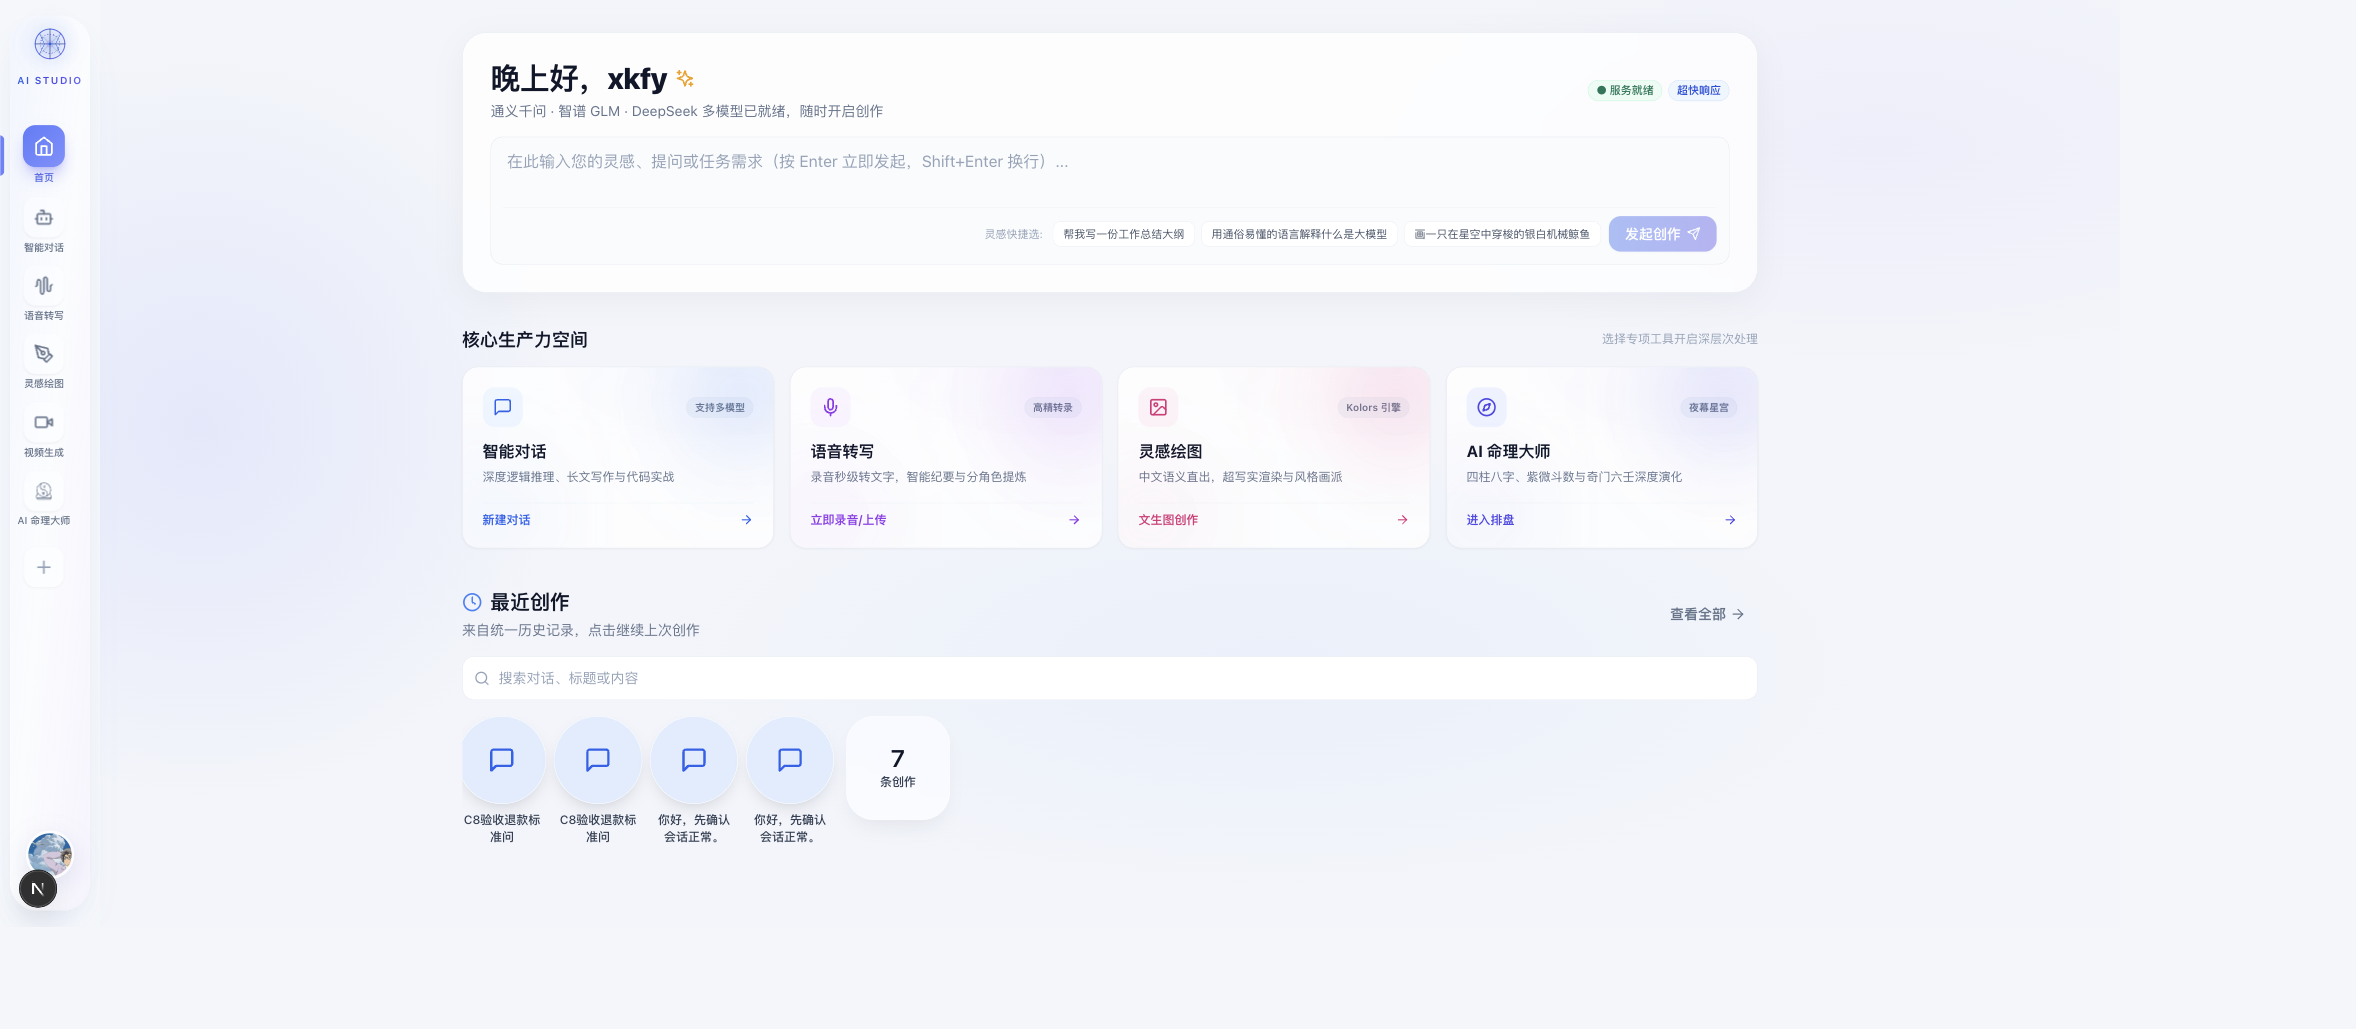 AI STUDIO
首页
智能对话
语音转写
灵感绘图
视频生成
AI 命理大师
N
晚上好，xkfy
通义千问 · 智谱 GLM · DeepSeek 多模型已就绪，随时开启创作
服务就绪
超快响应
在此输入您的灵感、提问或任务需求（按 Enter 立即发起，Shift+Enter 换行）...
灵感快捷选:
帮我写一份工作总结大纲
用通俗易懂的语言解释什么是大模型
画一只在星空中穿梭的银白机械鲸鱼
发起创作
核心生产力空间
选择专项工具开启深层次处理
支持多模型
智能对话
深度逻辑推理、长文写作与代码实战
新建对话
高精转录
语音转写
录音秒级转文字，智能纪要与分角色提炼
立即录音/上传
Kolors 引擎
灵感绘图
中文语义直出，超写实渲染与风格画派
文生图创作
夜幕星宫
AI 命理大师
四柱八字、紫微斗数与奇门六壬深度演化
进入排盘
最近创作
来自统一历史记录，点击继续上次创作
查看全部
搜索对话、标题或内容
C8验收退款标
准问
C8验收退款标
准问
你好，先确认
会话正常。
你好，先确认
会话正常。
7
条创作